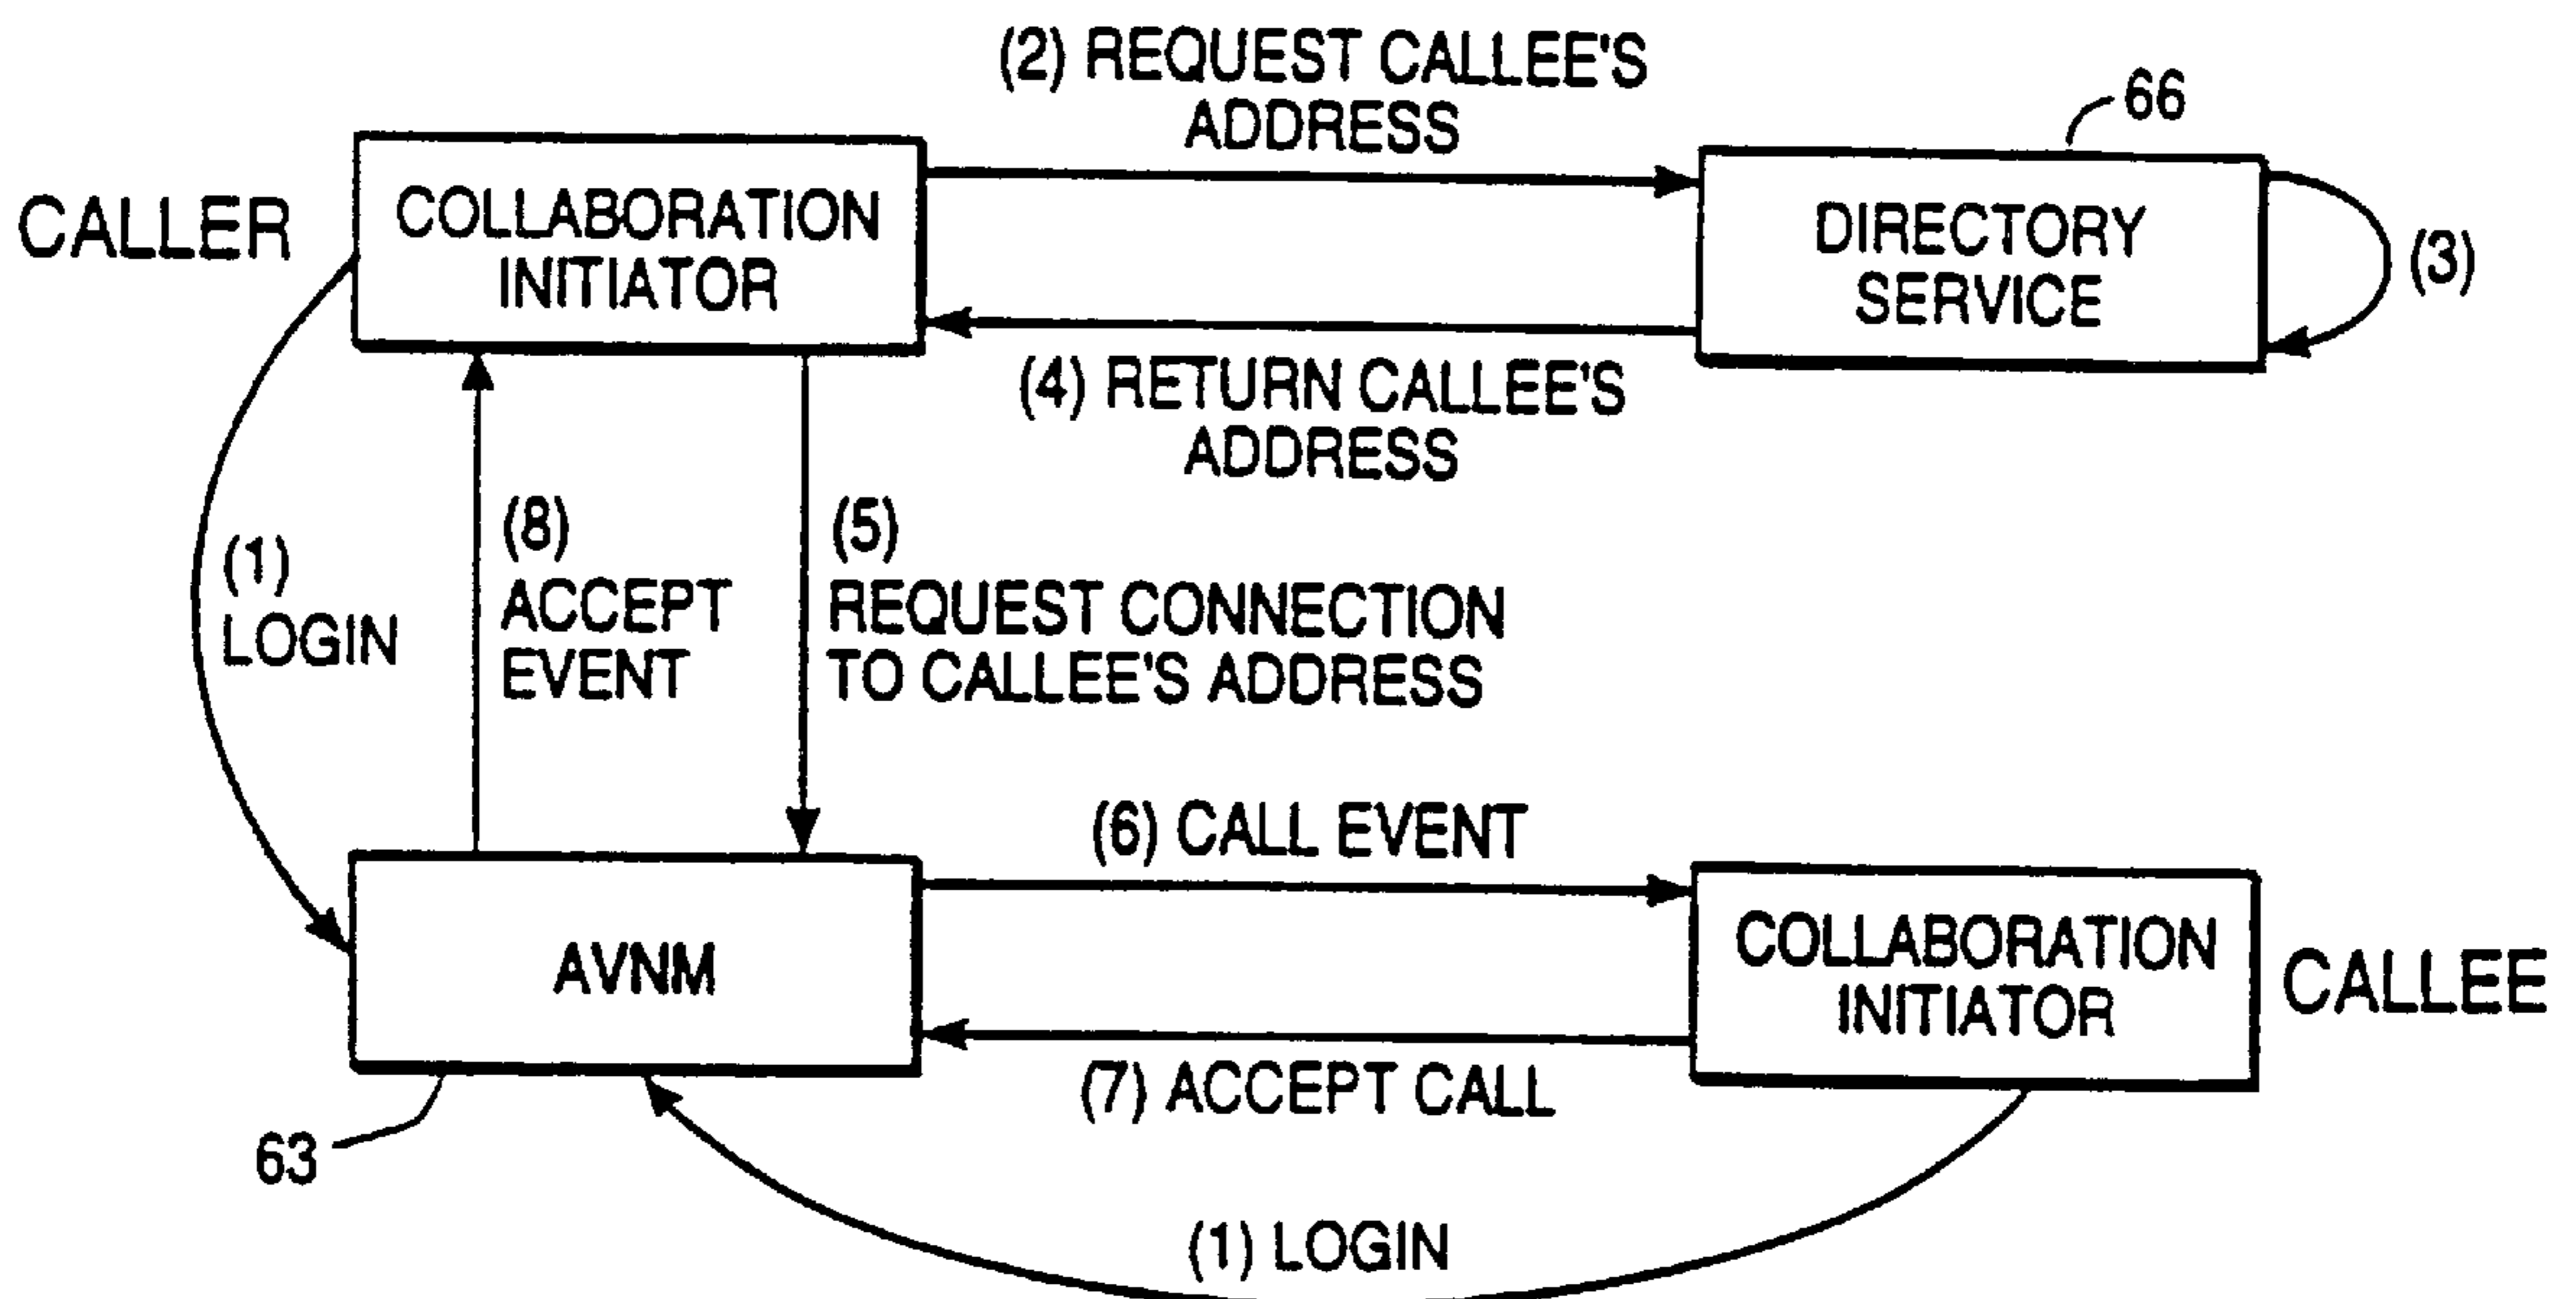 (2) REQUEST CALLEE'S
ADDRESS
66
CALLER
COLLABORATION
INITIATOR
DIRECTORY
SERVICE
(3)
(4) RETURN CALLEE'S
ADDRESS
(1)
LOGIN
(8)
ACCEPT
EVENT
(5)
REQUEST CONNECTION
TO CALLEE'S ADDRESS
(6) CALL EVENT
AVNM
COLLABORATION
INITIATOR
CALLEE
(7) ACCEPT CALL
63
(1) LOGIN